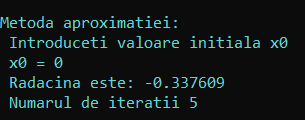 Metoda aproximatiei:
Introduceti valoare initiala x0
x0 = 0
Radacina este: -0.337609
Numarul de iteratii 5